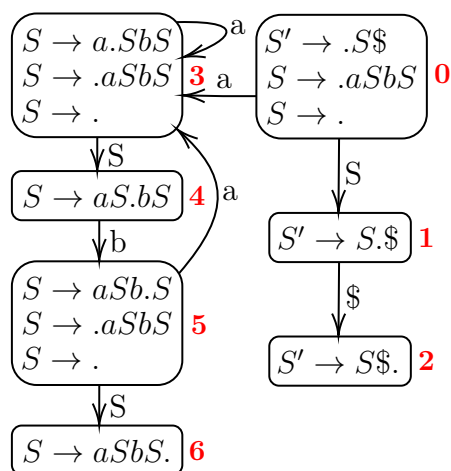 S → a.SbS
S → .aSbS
S → .
3
a
a
S' → .S$
S → .aSbS
S → .
0
S
S → aS.bS
4
a
S
S' → S.$
1
b
S → aSb.S
S → .aSbS
S → .
5
$
S' → S$.
2
S
S → aSbS.
6